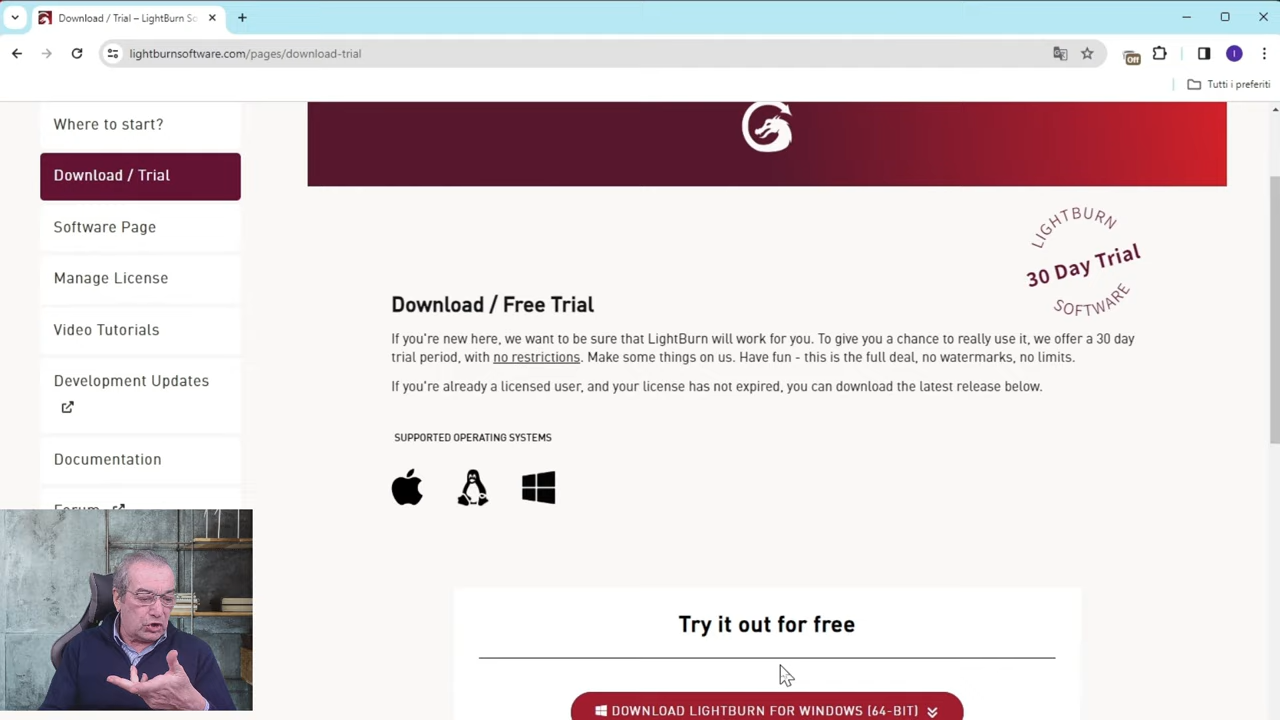 Download / Trial – LightBurn So
lightburnsoftware.com/pages/download-trial
Off
I
Tutti i preferiti
Where to start?
Download / Trial
Software Page
Manage License
Video Tutorials
Development Updates
Documentation
Forum
LIGHTBURN
30 Day Trial
SOFTWARE
Download / Free Trial
If you're new here, we want to be sure that LightBurn will work for you. To give you a chance to really use it, we offer a 30 day
trial period, with no restrictions. Make some things on us. Have fun - this is the full deal, no watermarks, no limits.
If you're already a licensed user, and your license has not expired, you can download the latest release below.
SUPPORTED OPERATING SYSTEMS
Try it out for free
DOWNLOAD LIGHTBURN FOR WINDOWS (64-BIT)